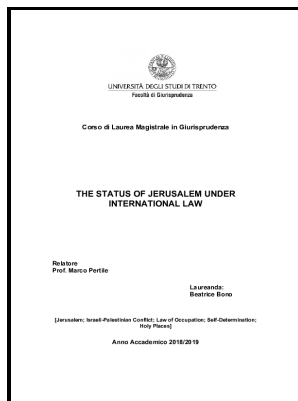 UNIVERSITÀ DEGLI STUDI DI TRENTO
Facoltà di Giurisprudenza
Corso di Laurea Magistrale in Giurisprudenza
THE STATUS OF JERUSALEM UNDER
INTERNATIONAL LAW
Relatore
Prof. Marco Pertile
Laureanda:
Beatrice Bono
[Jerusalem; Israeli-Palestinian Conflict; Law of Occupation; Self-Determination;
Holy Places]
Anno Accademico 2018/2019